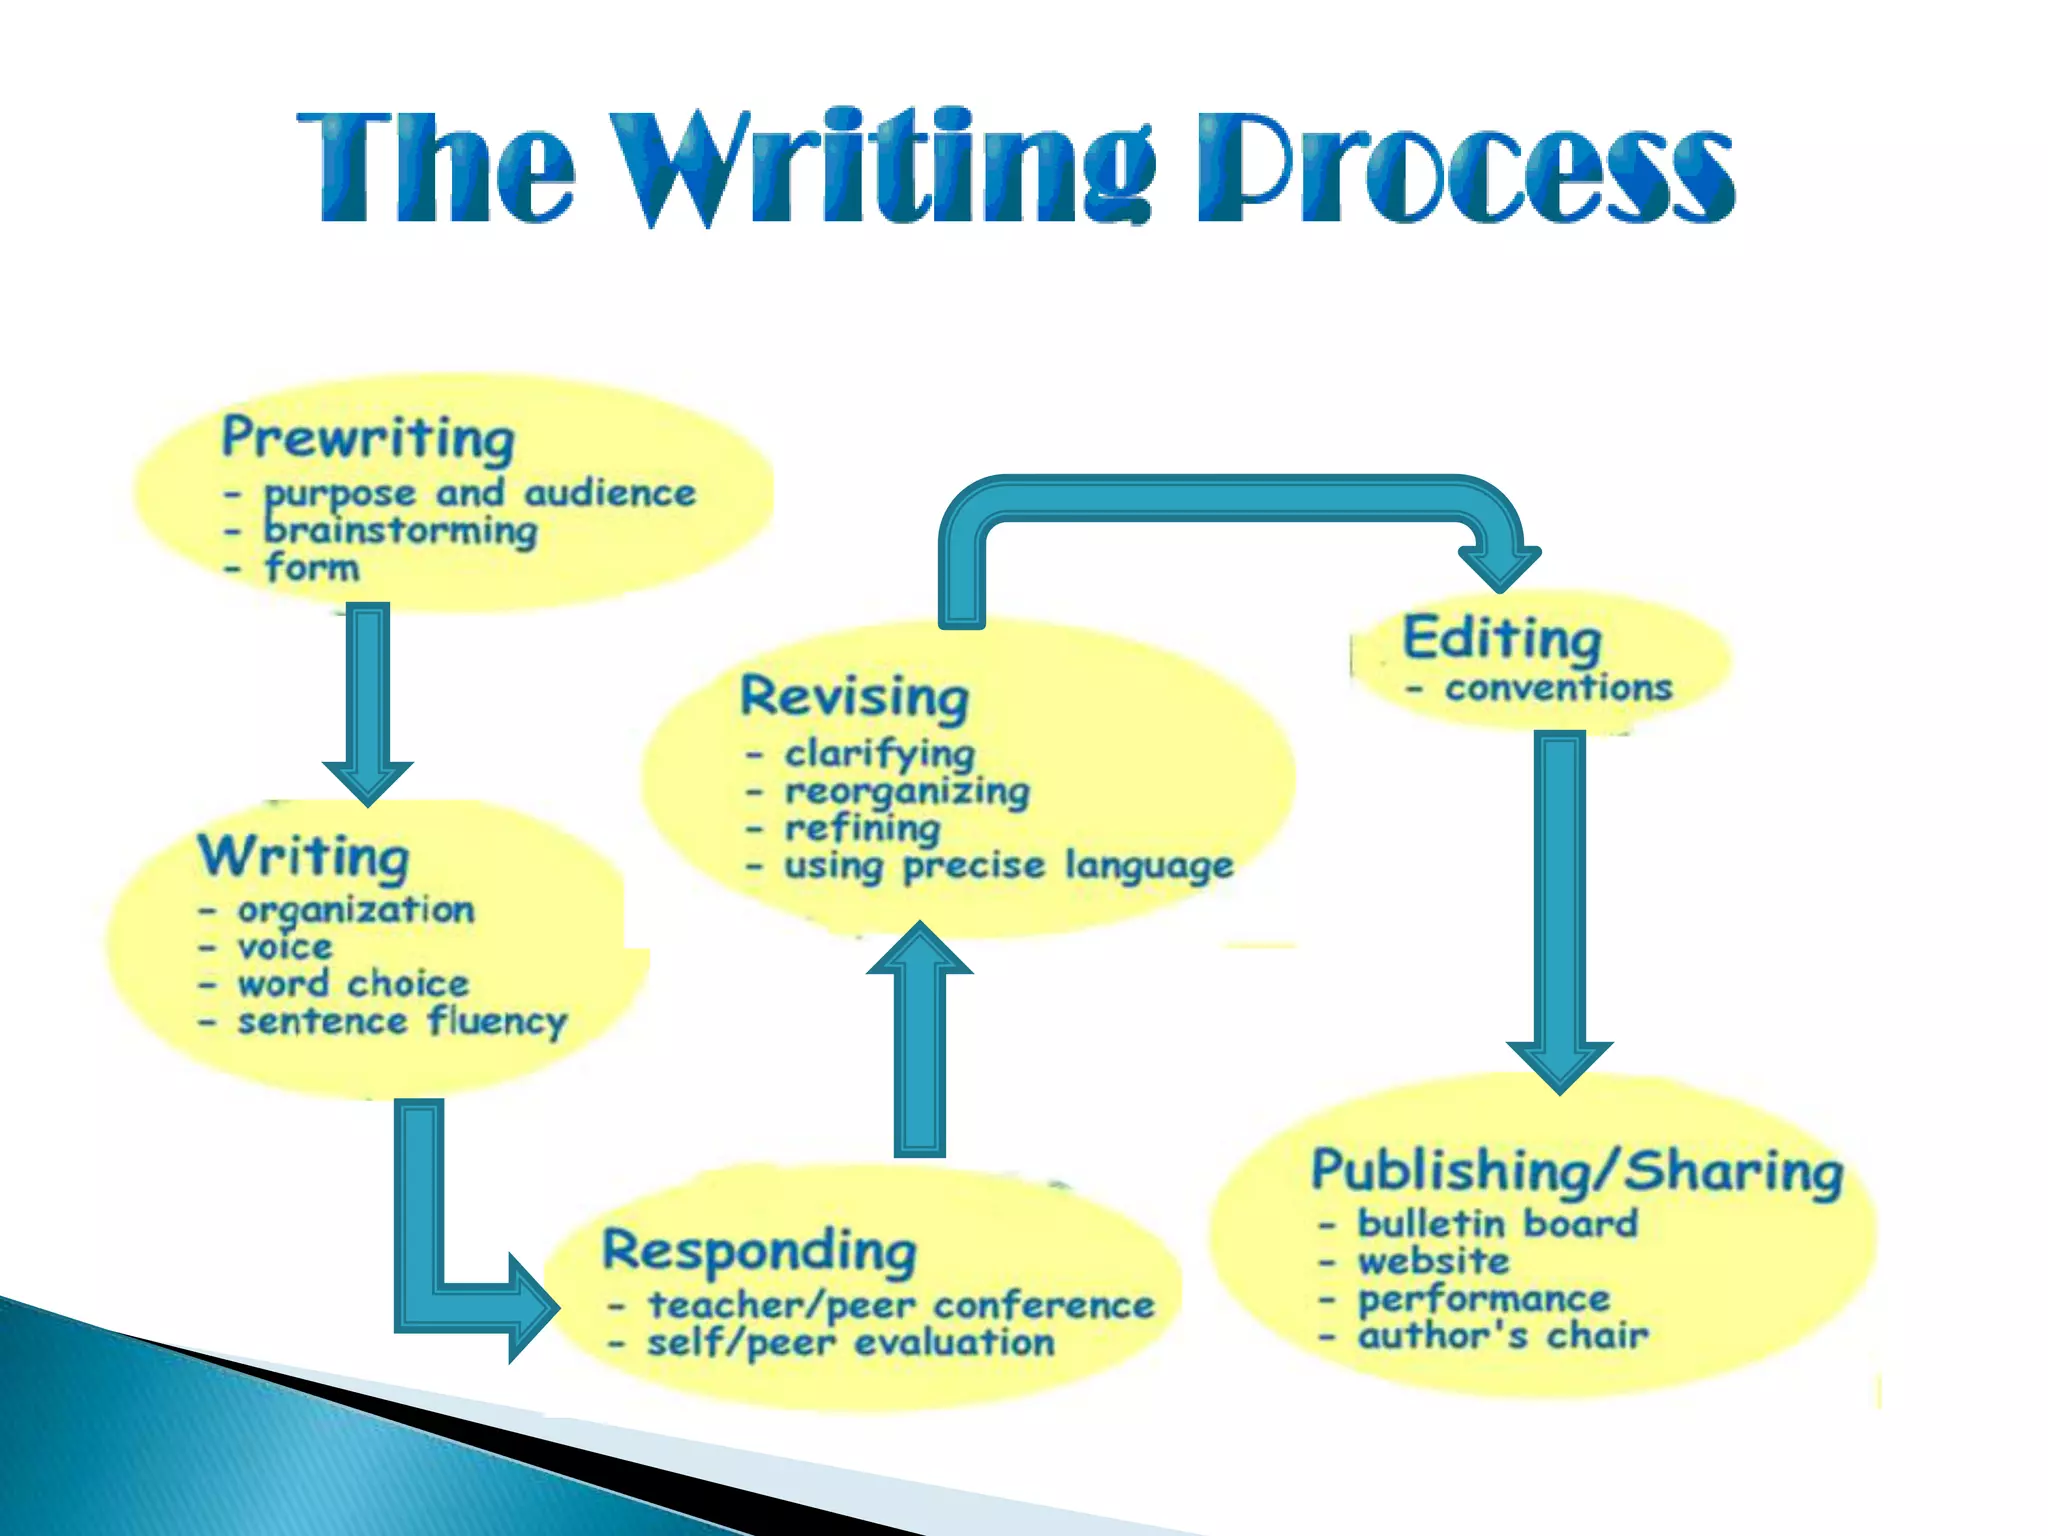 The Writing Process
Prewriting
- purpose and audience
- brainstorming
- form
Writing
- organization
- voice
- word choice
- sentence fluency
Responding
- teacher/peer conference
- self/peer evaluation
Revising
- clarifying
- reorganizing
- refining
- using precise language
Editing
- conventions
Publishing/Sharing
- bulletin board
- website
- performance
- author's chair